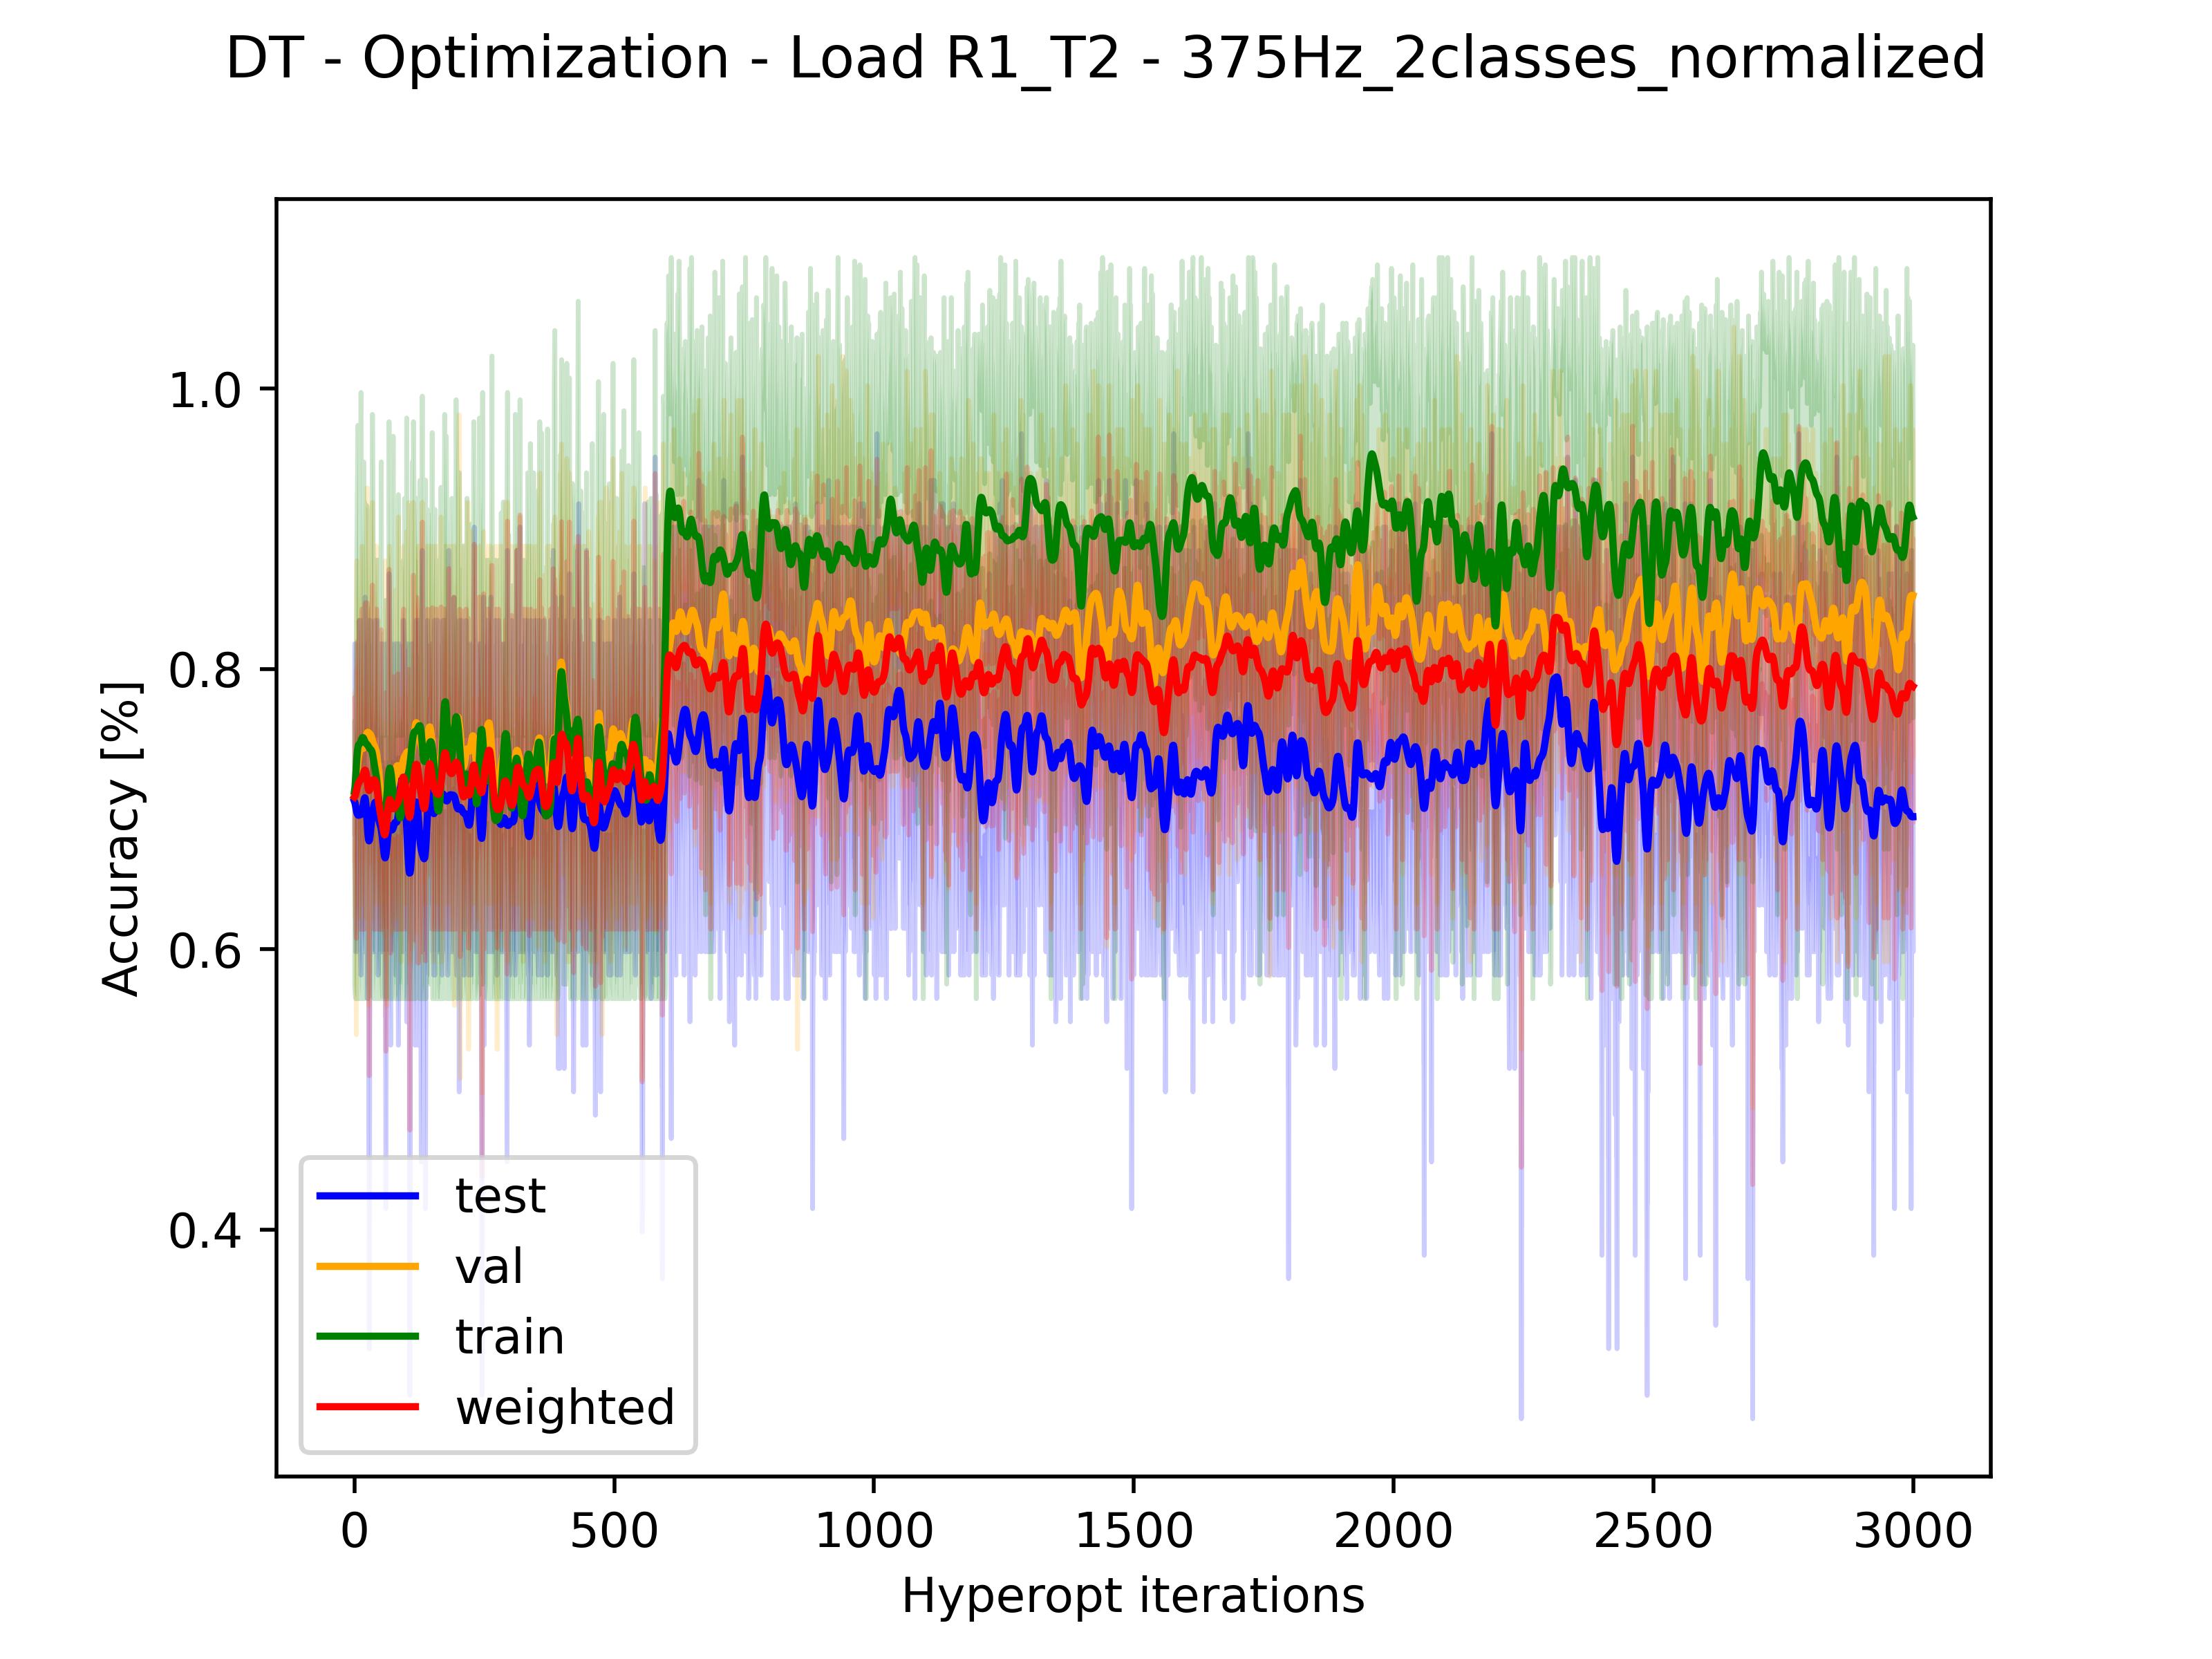 DT - Optimization - Load R1_T2 - 375Hz_2classes_normalized
Accuracy [%]
1.0
0.8
0.6
0.4
test
val
train
weighted
0 500 1000 1500 2000 2500 3000
Hyperopt iterations